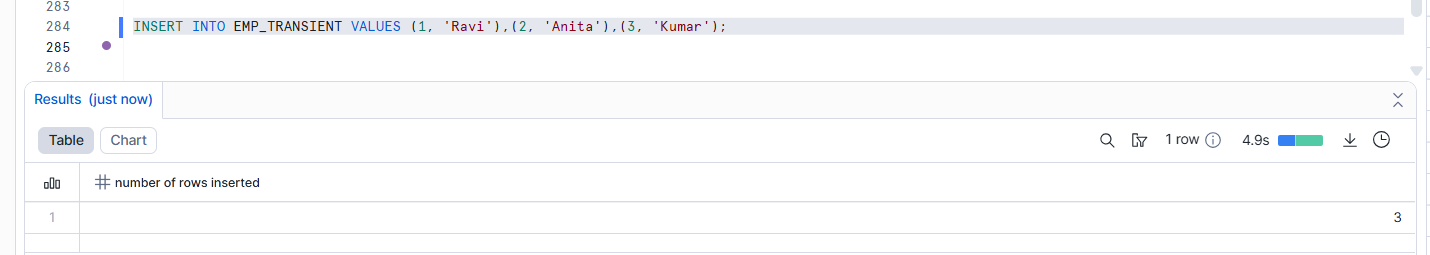 283
284 INSERT INTO EMP_TRANSIENT VALUES (1, 'Ravi'),(2, 'Anita'),(3, 'Kumar');
285
286
Results (just now)
Table Chart 1 row 4.9s
number of rows inserted
1 3